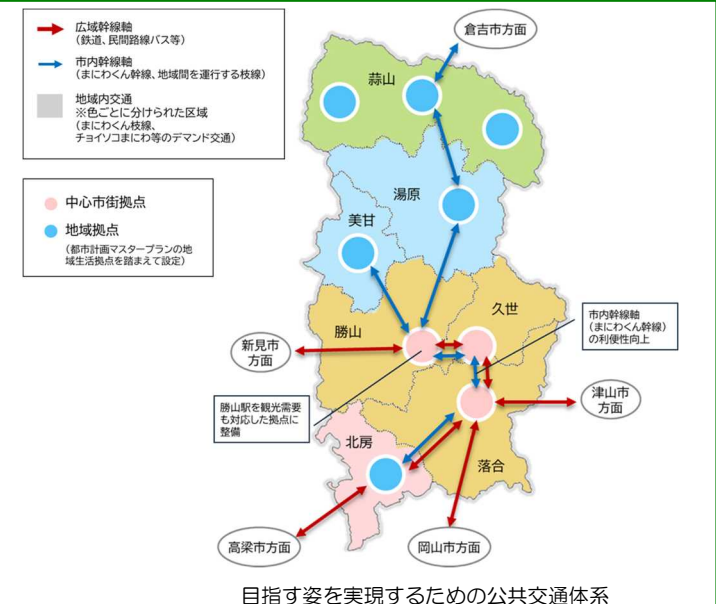 広域幹線軸
（鉄道、民間路線バス等）
市内幹線軸
（まにわくん幹線、地域間を運行する枝線）
地域内交通
※色ごとに分けられた区域
（まにわくん枝線、
チョイソコまにわ等のデマンド交通）
中心市街拠点
地域拠点
（都市計画マスタープランの地
域生活拠点を踏まえて設定）
倉吉市方面
蒜山
湯原
美甘
久世
勝山
市内幹線軸
（まにわくん幹線）
の利便性向上
新見市
方面
津山市
方面
勝山駅を観光需要
も対応した拠点に
整備
北房
落合
高梁市方面
岡山市方面
目指す姿を実現するための公共交通体系